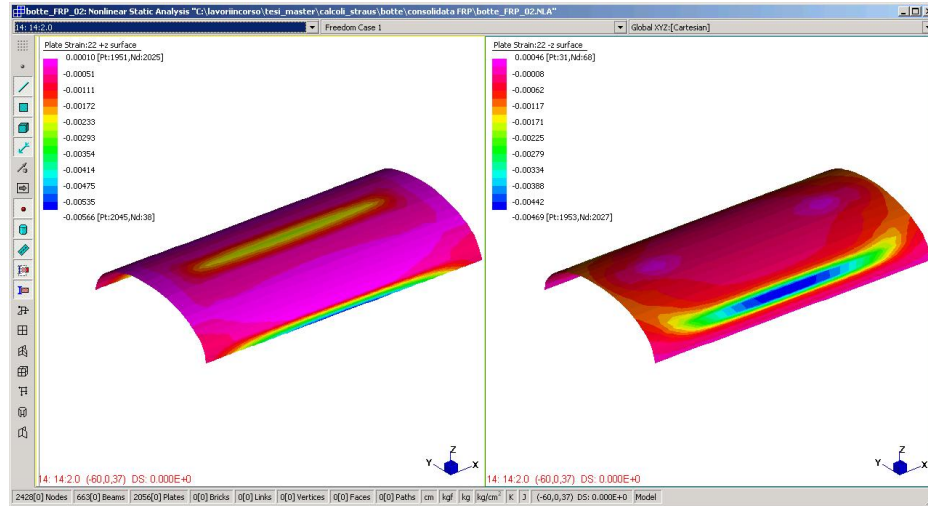 botte_FRP_02: Nonlinear Static Analysis "C:\lavoriincorso\tesi_master\calcoli_straus\botte\consolidata FRP\botte_FRP_02.NLA"
14: 14:2.0 Freedom Case 1 Global XYZ:[Cartesian]
Plate Strain:22 +z surface
0.00010 [Pt:1951,Nd:2025]
-0.00051
-0.00111
-0.00172
-0.00233
-0.00293
-0.00354
-0.00414
-0.00475
-0.00535
-0.00566 [Pt:2045,Nd:38]
Z
Y
X
14: 14:2.0 (-60,0,37) DS: 0.000E+0
Plate Strain:22 -z surface
0.00046 [Pt:31,Nd:68]
-0.00008
-0.00062
-0.00117
-0.00171
-0.00225
-0.00279
-0.00334
-0.00388
-0.00442
-0.00469 [Pt:1953,Nd:2027]
Z
Y
X
14: 14:2.0 (-60,0,37) DS: 0.000E+0
2428[0] Nodes 663[0] Beams 2056[0] Plates 0[0] Bricks 0[0] Links 0[0] Vertices 0[0] Faces 0[0] Paths cm kgf kg kg/cm² K J (-60,0,37) DS: 0.000E+0 Model